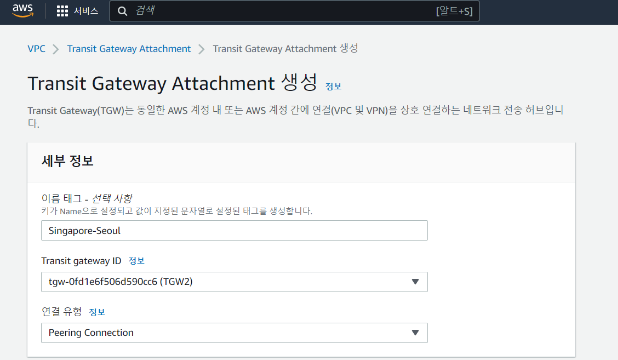 aws
서비스
검색
[알트+S]
VPC > Transit Gateway Attachment > Transit Gateway Attachment 생성
Transit Gateway Attachment 생성 정보
Transit Gateway(TGW)는 동일한 AWS 계정 내 또는 AWS 계정 간에 연결(VPC 및 VPN)을 상호 연결하는 네트워크 전송 허브입니
다.
세부 정보
이름 태그 - 선택 사항
키가 Name으로 설정되고 값이 지정된 문자열로 설정된 태그를 생성합니다.
Singapore-Seoul
Transit gateway ID 정보
tgw-0fd1e6f506d590cc6 (TGW2)
연결 유형 정보
Peering Connection